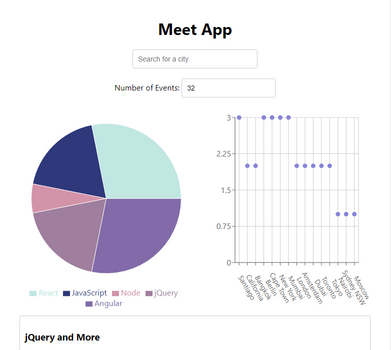 Meet App
Search for a city
Number of Events: 32
3
2.25
1.5
0.75
0
Santiago
California
Bangkok
Berlin
Cape Town
New York
Mumbai
London
Amsterdam
Dubai
Toronto
Tokyo
Nairobi
Sydney NSW
Moscow
React JavaScript Node jQuery
Angular
jQuery and More